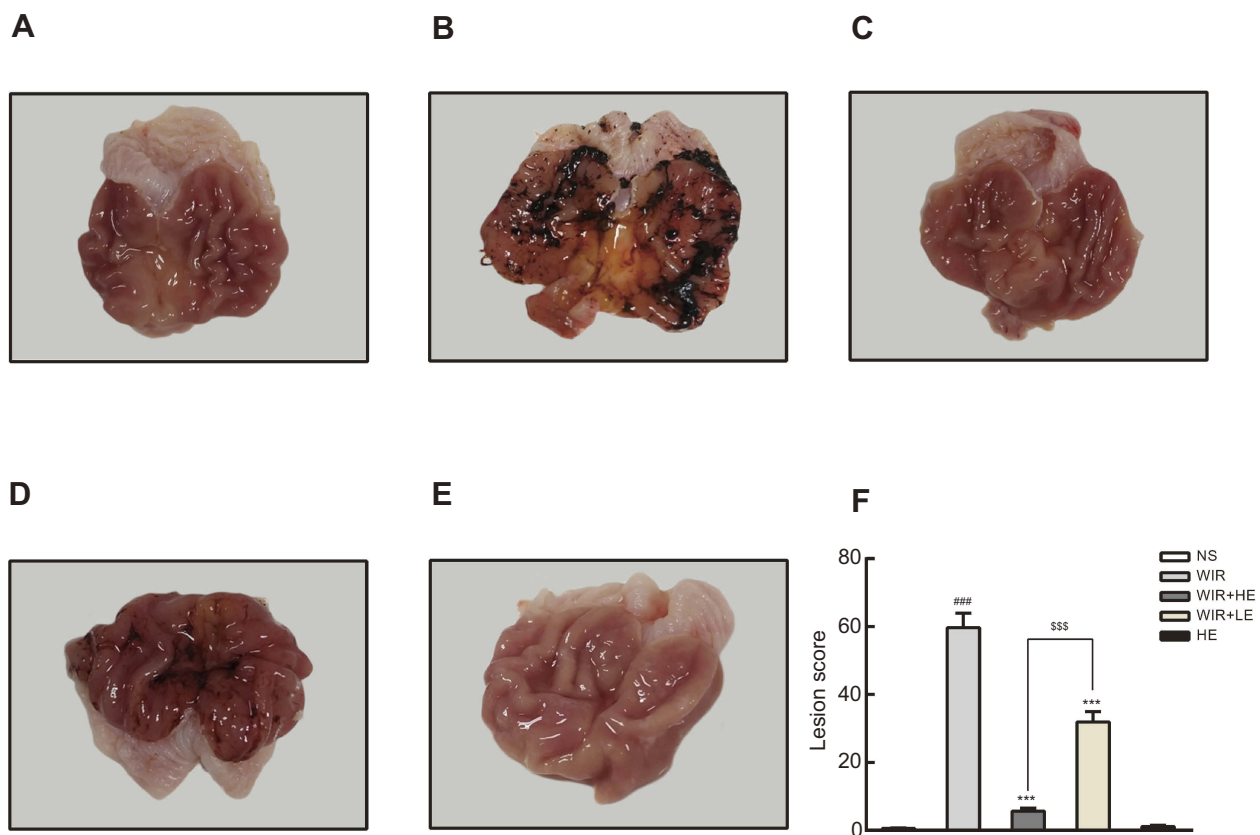 A
B
C
D
E
F
Lesion score
80
60
40
20
0
###
***
$$$
***
NS
WIR
WIR+HE
WIR+LE
HE